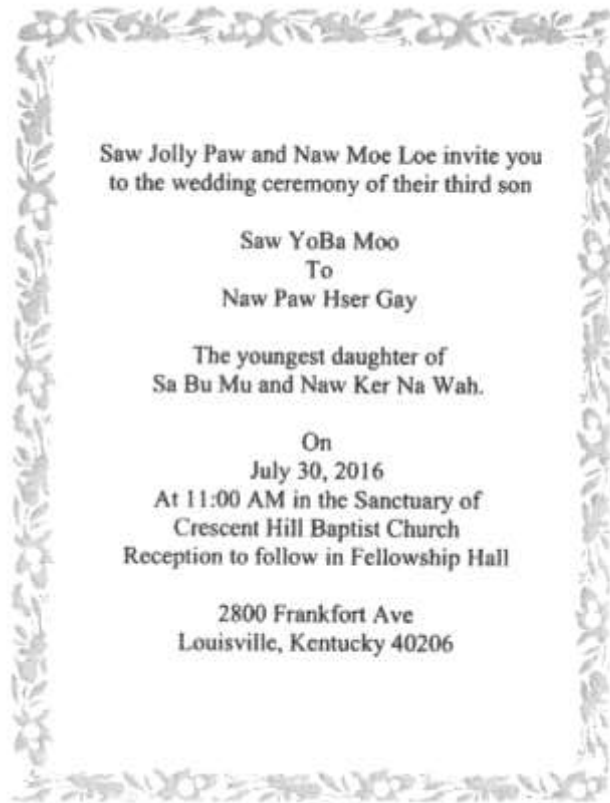 Saw Jolly Paw and Naw Moe Loe invite you
to the wedding ceremony of their third son
Saw YoBa Moo
To
Naw Paw Hser Gay
The youngest daughter of
Sa Bu Mu and Naw Ker Na Wah.
On
July 30, 2016
At 11:00 AM in the Sanctuary of
Crescent Hill Baptist Church
Reception to follow in Fellowship Hall
2800 Frankfort Ave
Louisville, Kentucky 40206